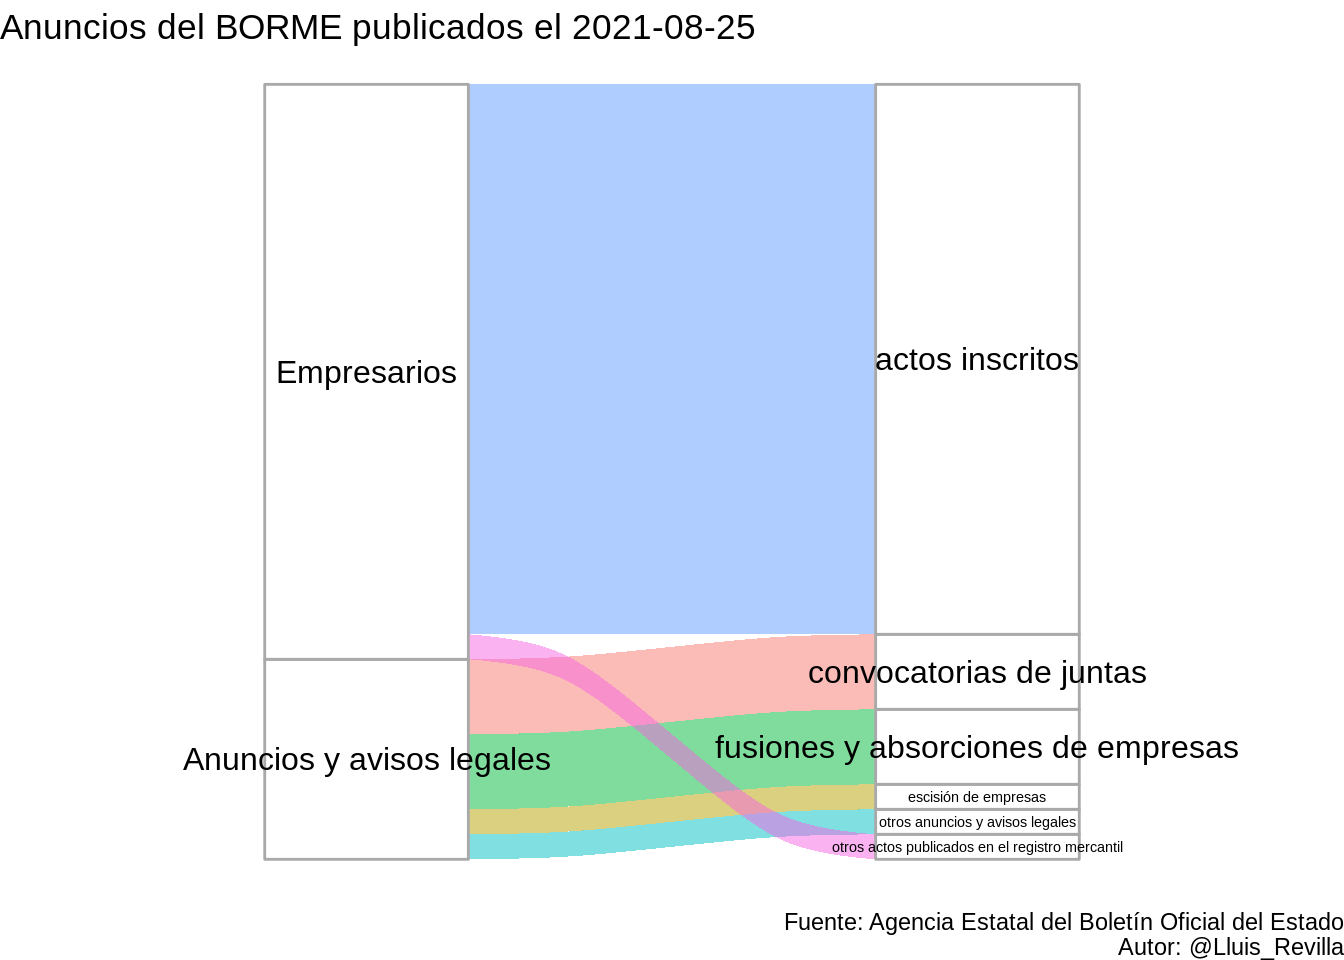 Anuncios del BORME publicados el 2021-08-25
Empresarios
actos inscritos
convocatorias de juntas
Anuncios y avisos legales
fusiones y absorciones de empresas
escisión de empresas
otros anuncios y avisos legales
otros actos publicados en el registro mercantil
Fuente: Agencia Estatal del Boletín Oficial del Estado
Autor: @Lluis_Revilla